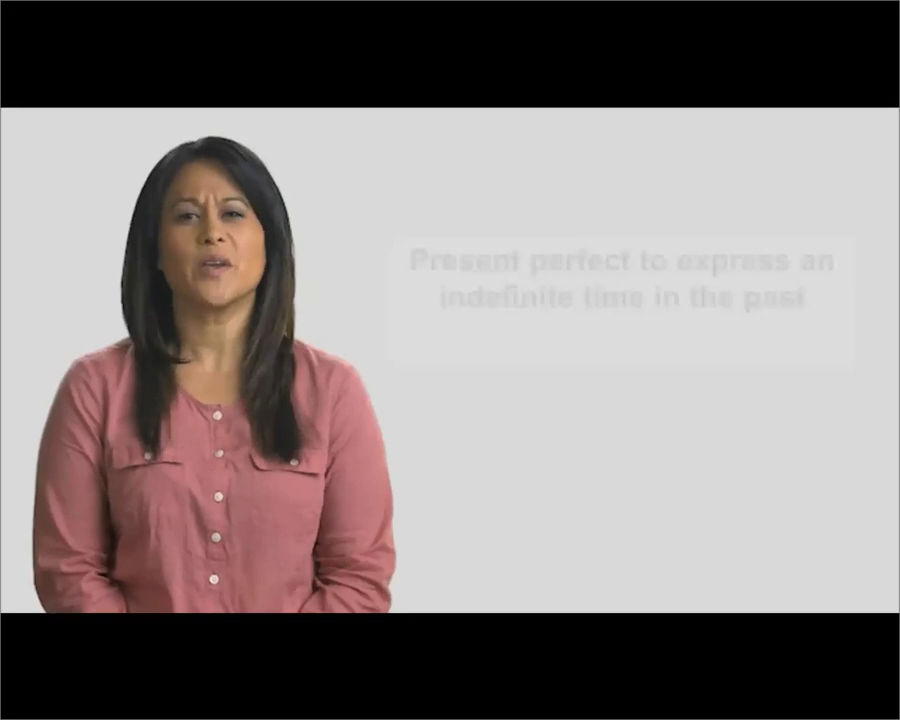 Present perfect to express an
indefinite time in the past